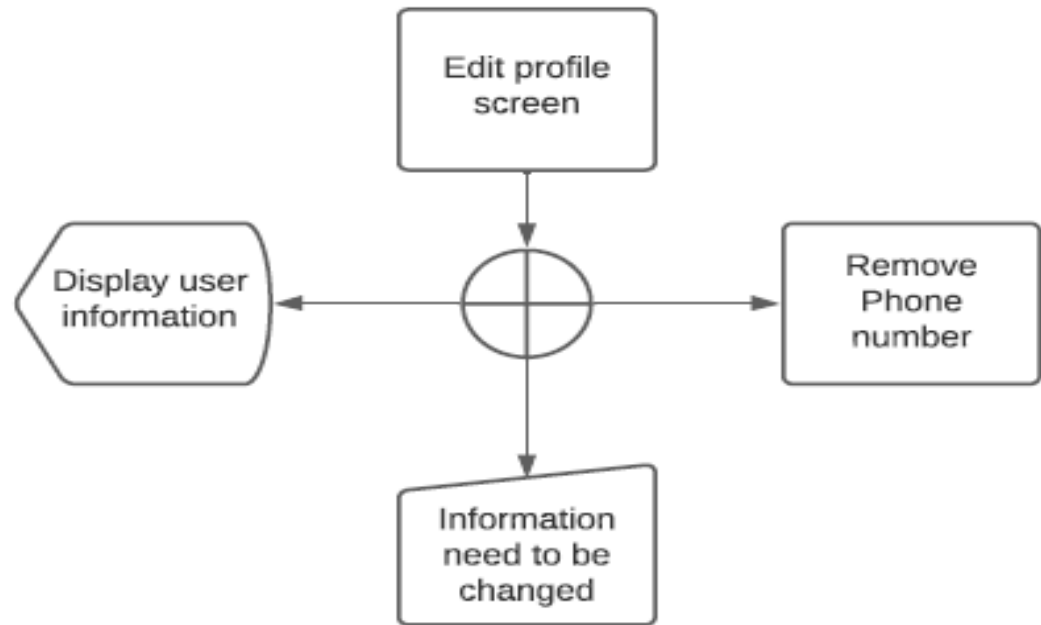 Edit profile
screen
Display user
information
Remove
Phone
number
Information
need to be
changed